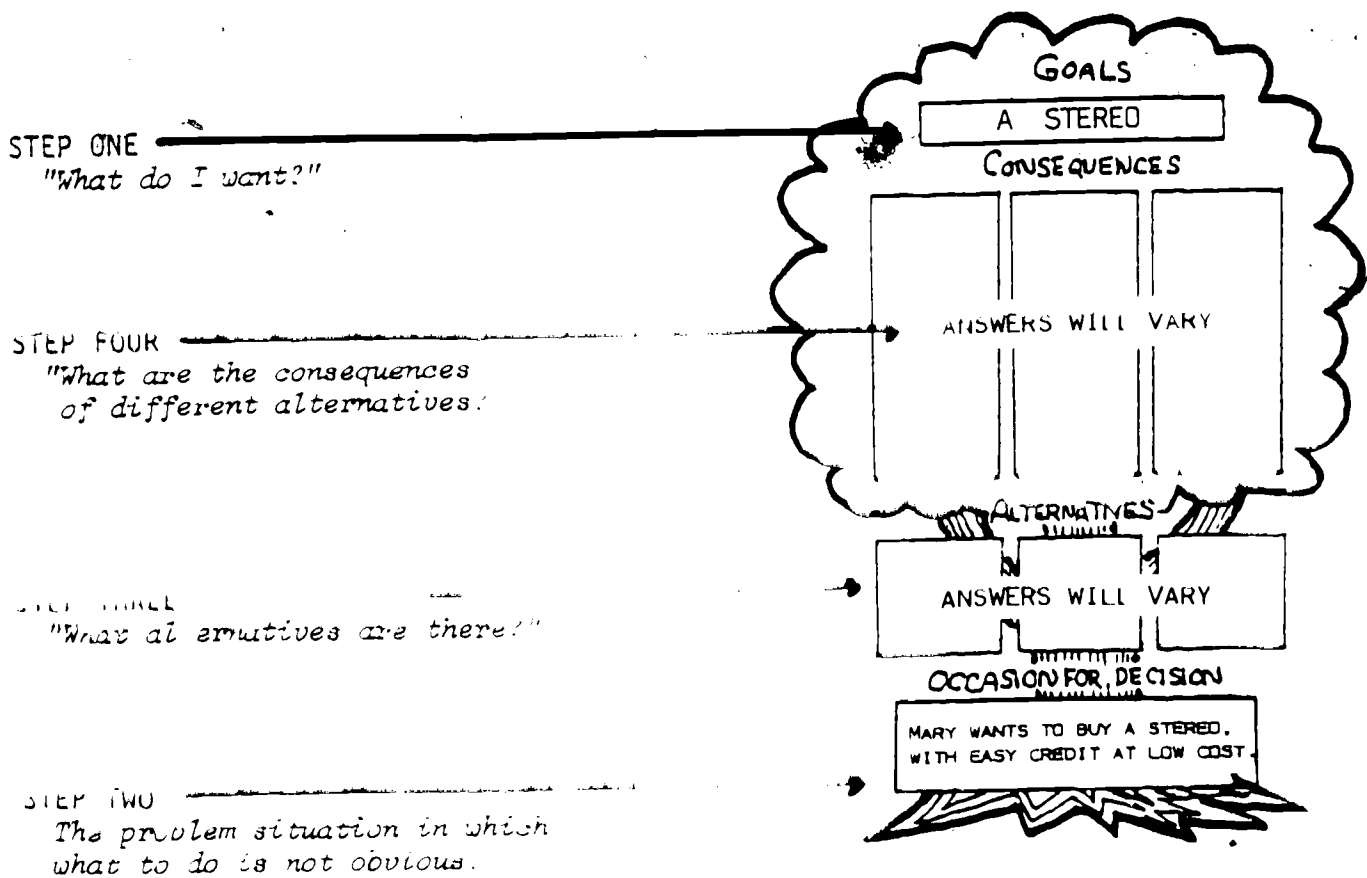 GOALS
A STEREO
STEP ONE
"What do I want?"
CONSEQUENCES
STEP FOUR
"What are the consequences
of different alternatives.
ANSWERS WILL VARY
ALTERNATIVES
STEP THREE
"What alternatives are there?"
ANSWERS WILL VARY
OCCASION FOR DECISION
MARY WANTS TO BUY A STEREO,
WITH EASY CREDIT AT LOW COST.
STEP TWO
The problem situation in which
what to do is not obvious.